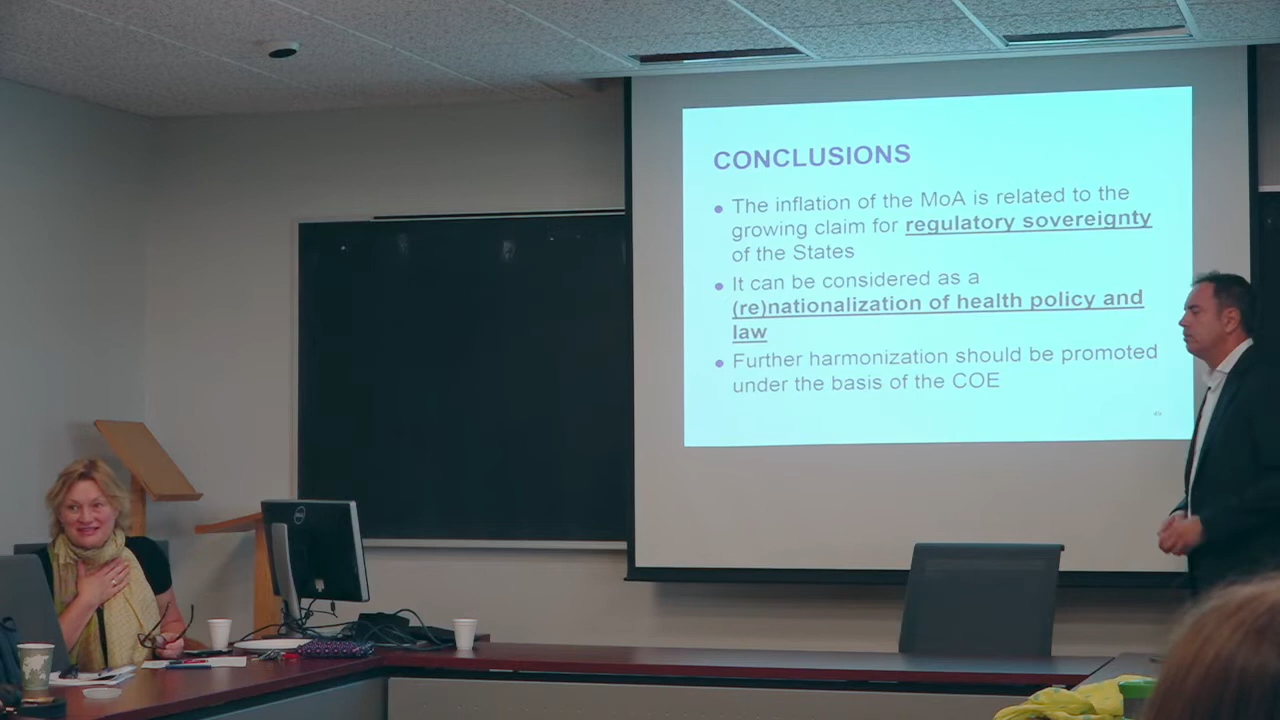 CONCLUSIONS
• The inflation of the MoA is related to the
growing claim for regulatory sovereignty
of the States
• It can be considered as a
(re)nationalization of health policy and
law
• Further harmonization should be promoted
under the basis of the COE
DELL